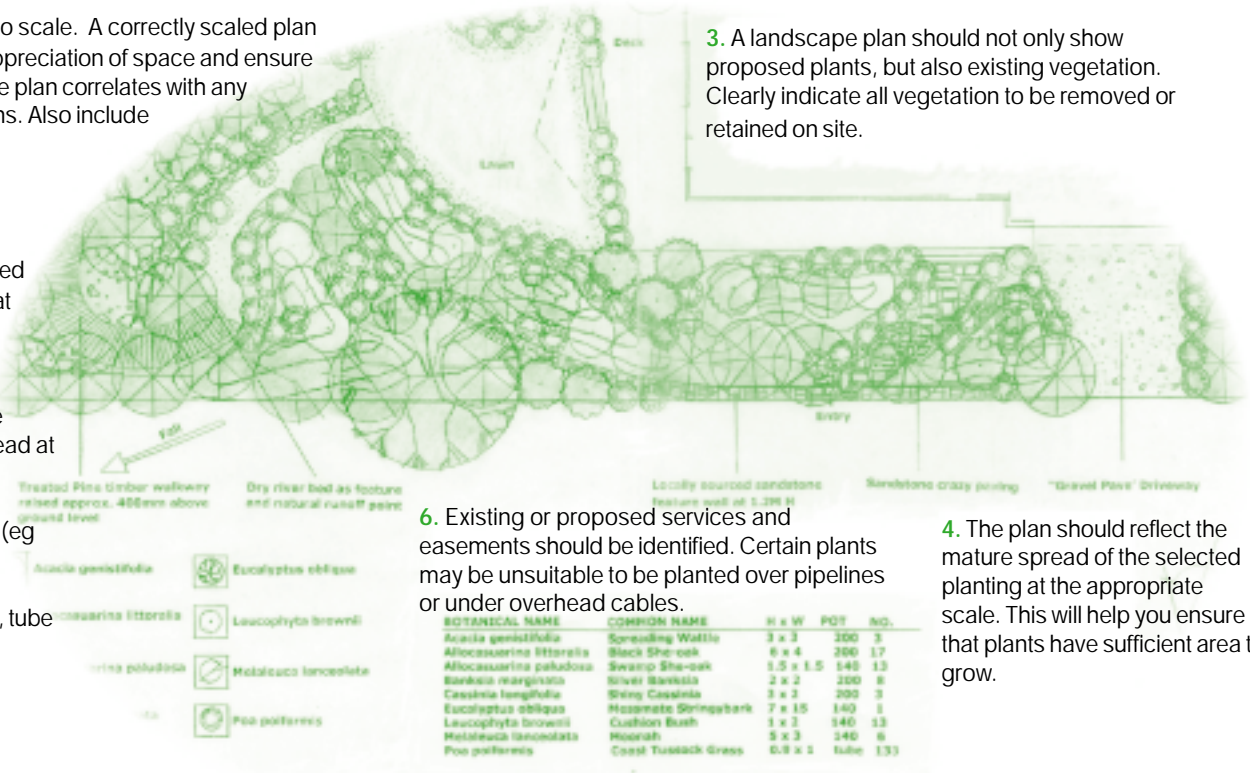 o scale. A correctly scaled plan
preciation of space and ensure
e plan correlates with any
ns. Also include
3. A landscape plan should not only show
proposed plants, but also existing vegetation.
Clearly indicate all vegetation to be removed or
retained on site.
Deck
Lawn
ed
at
e
ead at
Fall
Entry
Treated Pine timber walkway
raised approx. 400mm above
ground level
Dry river bed as feature
and natural runoff point
Locally sourced sandstone
feature wall at 1.2M H
Sandstone crazy paving
"Gravel Pave" Driveway
(eg
, tube
6. Existing or proposed services and
easements should be identified. Certain plants
may be unsuitable to be planted over pipelines
or under overhead cables.
4. The plan should reflect the
mature spread of the selected
planting at the appropriate
scale. This will help you ensure
that plants have sufficient area t
grow.
Acacia genistifolia
Eucalyptus obliqua
casuarina littoralis
Leucophyta brownii
rina paludosa
Melaleuca lanceolata
Poa poiformis
BOTANICAL NAME COMMON NAME H x W POT NO.
Acacia genistifolia Spreading Wattle 3 x 3 200 3
Allocasuarina littoralis Black She-oak 6 x 4 200 17
Allocasuarina paludosa Swamp She-oak 1.5 x 1.5 140 13
Banksia marginata Silver Banksia 2 x 2 200 8
Cassinia longifolia Shiny Cassinia 3 x 2 200 3
Eucalyptus obliqua Messmate Stringybark 7 x 15 140 1
Leucophyta brownii Cushion Bush 1 x 2 140 13
Melaleuca lanceolata Moonah 5 x 3 140 6
Poa poiformis Coast Tussock Grass 0.9 x 1 tube